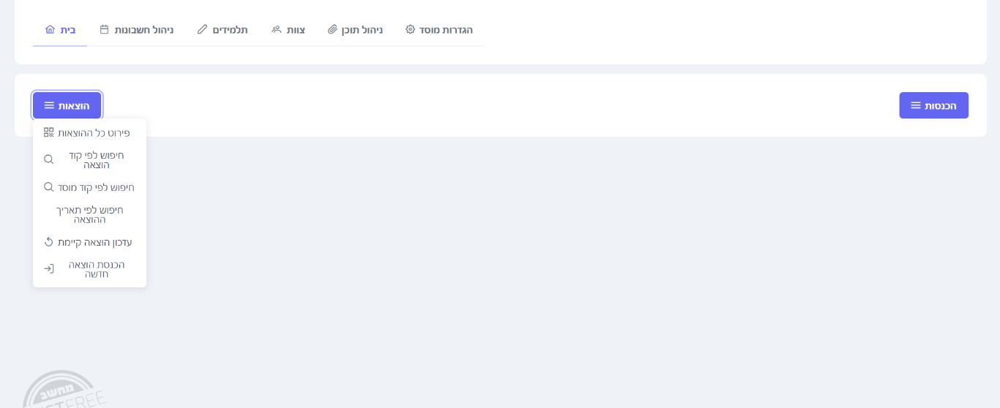 בית
ניהול חשבונות
תלמידים
צוות
ניהול תוכן
הגדרות מוסד
הוצאות
הכנסות
פירוט כל ההוצאות
חיפוש לפי קוד
הוצאה
חיפוש לפי קוד מוסד
חיפוש לפי תאריך
ההוצאה
עדכון הוצאה קיימת
הכנסת הוצאה
חדשה
מחשב
FREE